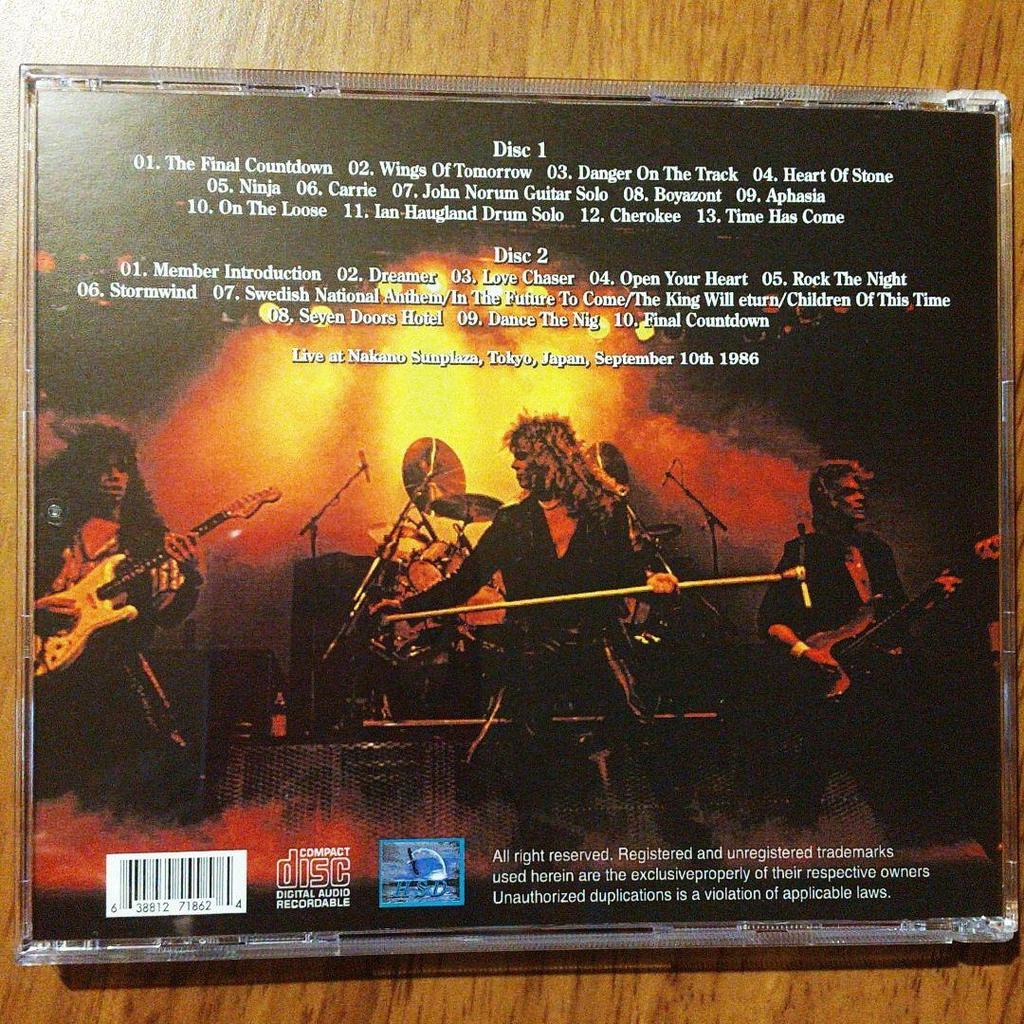 Disc 1
01. The Final Countdown 02. Wings Of Tomorrow 03. Danger On The Track 04. Heart Of Stone
05. Ninja 06. Carrie 07. John Norum Guitar Solo 08. Boyazont 09. Aphasia
10. On The Loose 11. Ian Haugland Drum Solo 12. Cherokee 13. Time Has Come
Disc 2
01. Member Introduction 02. Dreamer 03. Love Chaser 04. Open Your Heart 05. Rock The Night
06. Stormwind 07. Swedish National Anthem/In The Future To Come/The King Will eturn/Children Of This Time
08. Seven Doors Hotel 09. Dance The Nig 10. Final Countdown
Live at Nakano Sunplaza, Tokyo, Japan, September 10th 1986
6 38812 71862 4
COMPACT
disc
DIGITAL AUDIO
RECORDABLE
All right reserved. Registered and unregistered trademarks
used herein are the exclusiveproperly of their respective owners
Unauthorized duplications is a violation of applicable laws.